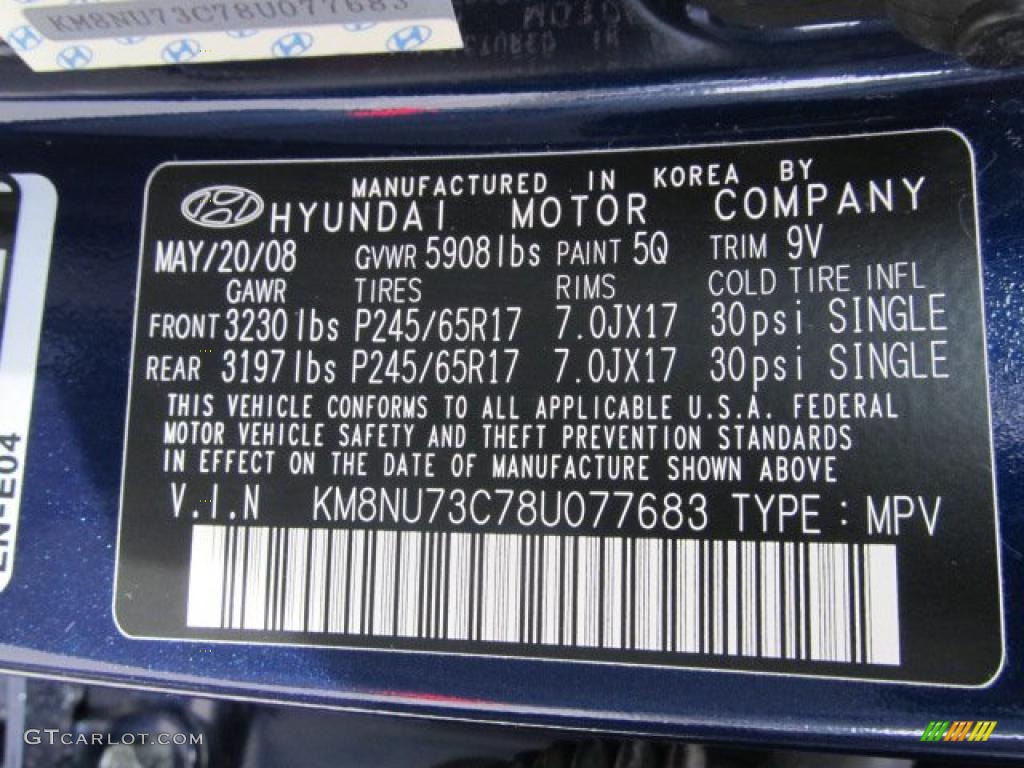 KM8NU73C78U077683
MANUFACTURED IN KOREA BY
HYUNDAI MOTOR COMPANY
MAY/20/08 GVWR 5908lbs PAINT 5Q TRIM 9V
GAWR TIRES RIMS COLD TIRE INFL
FRONT 3230lbs P245/65R17 7.0JX17 30psi SINGLE
REAR 3197lbs P245/65R17 7.0JX17 30psi SINGLE
THIS VEHICLE CONFORMS TO ALL APPLICABLE U.S.A. FEDERAL
MOTOR VEHICLE SAFETY AND THEFT PREVENTION STANDARDS
IN EFFECT ON THE DATE OF MANUFACTURE SHOWN ABOVE
V.I.N KM8NU73C78U077683 TYPE : MPV
EN-E04
GTCARLOT.COM